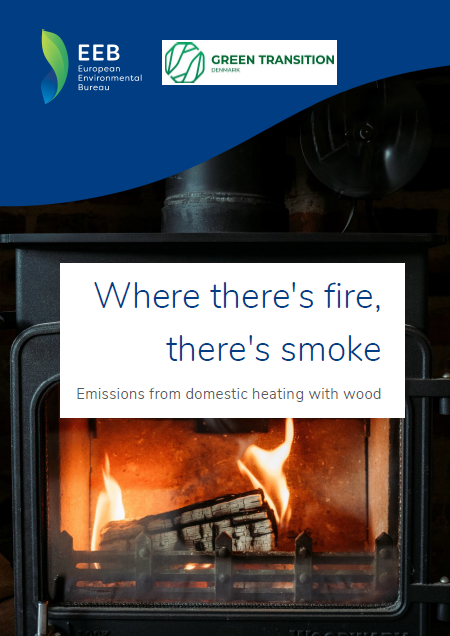 EEB
European
Environmental
Bureau
GREEN TRANSITION
DENMARK
Where there's fire,
there's smoke
Emissions from domestic heating with wood